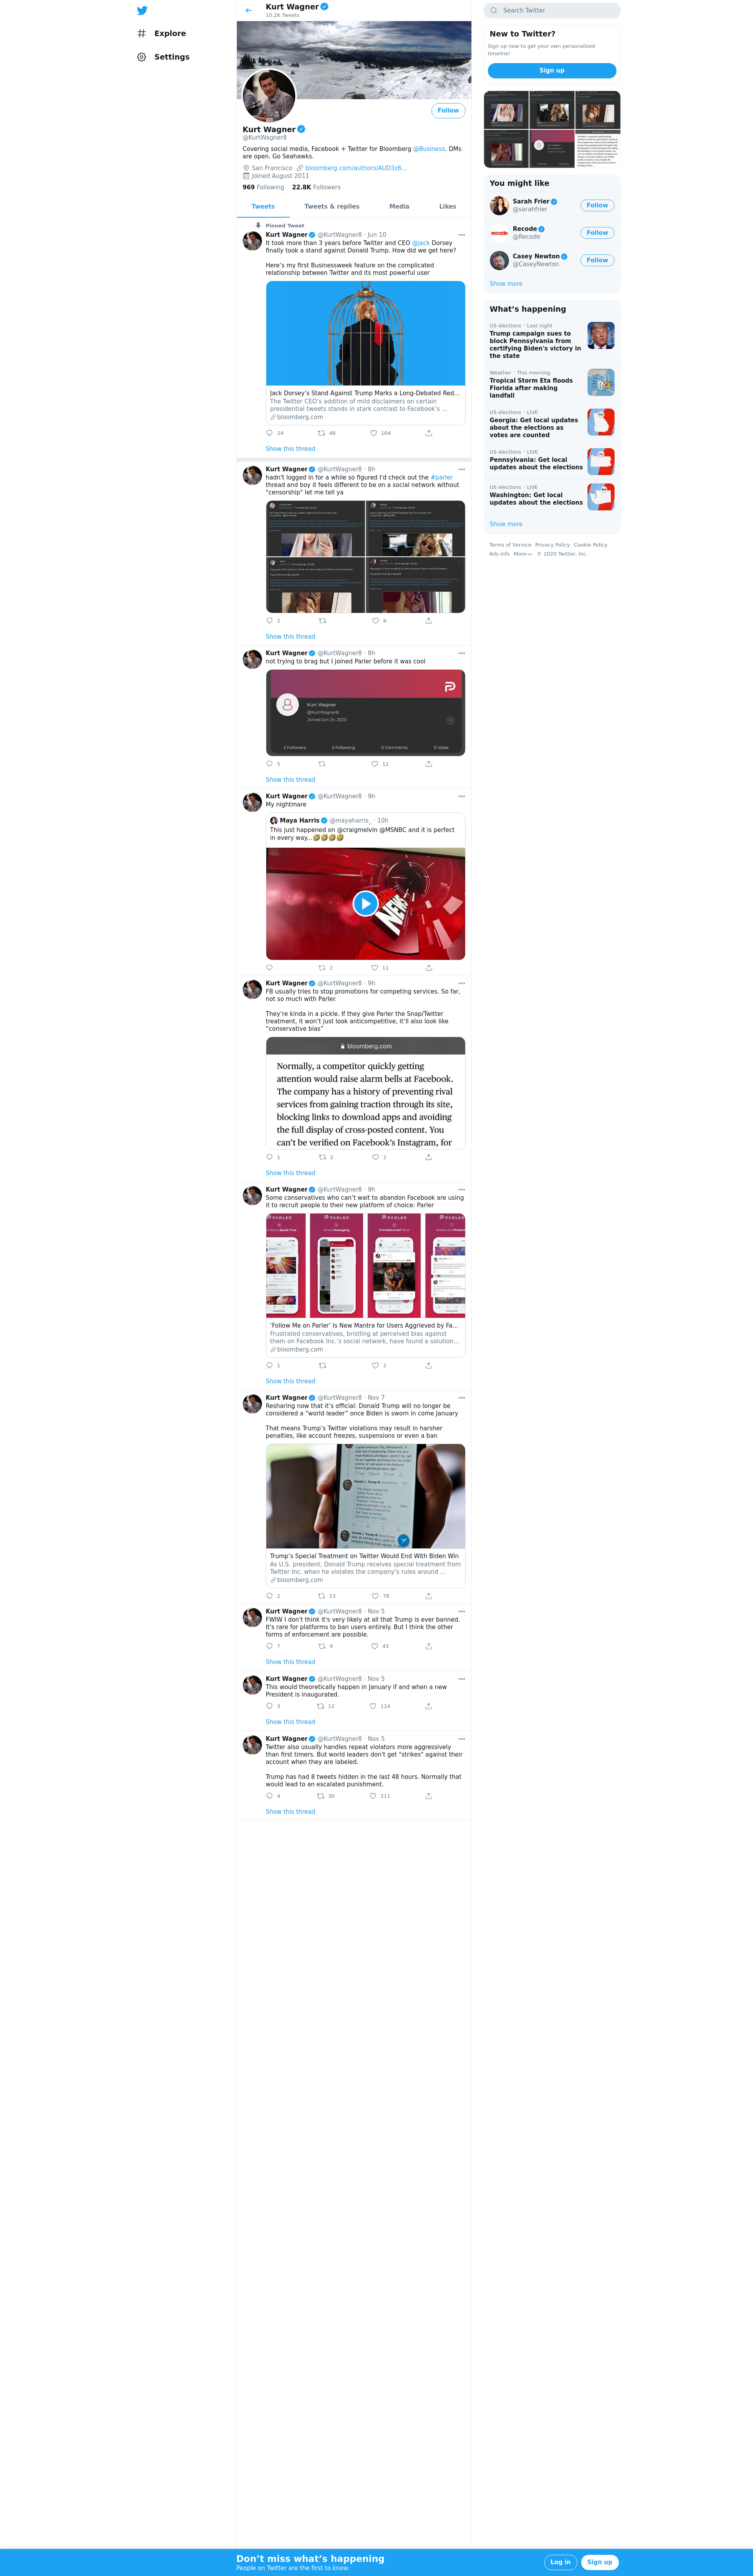 Explore
Settings
Kurt Wagner
10.2K Tweets
Follow
Kurt Wagner
@KurtWagner8
Covering social media, Facebook + Twitter for Bloomberg @Business. DMs
are open. Go Seahawks.
San Francisco bloomberg.com/authors/AUD3z6…
Joined August 2011
969 Following 22.8K Followers
Tweets Tweets & replies Media Likes
Pinned Tweet
Kurt Wagner @KurtWagner8 · Jun 10
It took more than 3 years before Twitter and CEO @jack Dorsey
finally took a stand against Donald Trump. How did we get here?
Here's my first Businessweek feature on the complicated
relationship between Twitter and its most powerful user
Jack Dorsey's Stand Against Trump Marks a Long-Debated Red…
The Twitter CEO's addition of mild disclaimers on certain
presidential tweets stands in stark contrast to Facebook's …
bloomberg.com
24 48 164
Show this thread
Kurt Wagner @KurtWagner8 · 8h
hadn't logged in for a while so figured I'd check out the #parler
thread and boy it feels different to be on a social network without
"censorship" let me tell ya
2 8
Show this thread
Kurt Wagner @KurtWagner8 · 8h
not trying to brag but I joined Parler before it was cool
Kurt Wagner
@KurtWagner8
Joined Jun 24, 2020
2 Followers 5 Following 0 Comments 0 Votes
5 12
Show this thread
Kurt Wagner @KurtWagner8 · 9h
My nightmare
Maya Harris @mayaharris_ · 10h
This just happened on @craigmelvin @MSNBC and it is perfect
in every way...🤣🤣🤣🤣
NEWS
2 11
Kurt Wagner @KurtWagner8 · 9h
FB usually tries to stop promotions for competing services. So far,
not so much with Parler.
They're kinda in a pickle. If they give Parler the Snap/Twitter
treatment, it won't just look anticompetitive, it'll also look like
"conservative bias"
bloomberg.com
Normally, a competitor quickly getting
attention would raise alarm bells at Facebook.
The company has a history of preventing rival
services from gaining traction through its site,
blocking links to download apps and avoiding
the full display of cross-posted content. You
can't be verified on Facebook's Instagram, for
1 2 2
Show this thread
Kurt Wagner @KurtWagner8 · 9h
Some conservatives who can't wait to abandon Facebook are using
it to recruit people to their new platform of choice: Parler
PARLER PARLER PARLER PARLER
'Follow Me on Parler' Is New Mantra for Users Aggrieved by Fa…
Frustrated conservatives, bristling at perceived bias against
them on Facebook Inc.'s social network, have found a solution…
bloomberg.com
1 2
Show this thread
Kurt Wagner @KurtWagner8 · Nov 7
Resharing now that it's official: Donald Trump will no longer be
considered a "world leader" once Biden is sworn in come January
That means Trump's Twitter violations may result in harsher
penalties, like account freezes, suspensions or even a ban
Trump's Special Treatment on Twitter Would End With Biden Win
As U.S. president, Donald Trump receives special treatment from
Twitter Inc. when he violates the company's rules around …
bloomberg.com
2 13 78
Kurt Wagner @KurtWagner8 · Nov 5
FWIW I don't think it's very likely at all that Trump is ever banned.
It's rare for platforms to ban users entirely. But I think the other
forms of enforcement are possible.
7 9 43
Show this thread
Kurt Wagner @KurtWagner8 · Nov 5
This would theoretically happen in January if and when a new
President is inaugurated.
3 12 114
Show this thread
Kurt Wagner @KurtWagner8 · Nov 5
Twitter also usually handles repeat violators more aggressively
than first timers. But world leaders don't get "strikes" against their
account when they are labeled.
Trump has had 8 tweets hidden in the last 48 hours. Normally that
would lead to an escalated punishment.
4 30 211
Show this thread
Search Twitter
New to Twitter?
Sign up now to get your own personalized
timeline!
Sign up
You might like
Sarah Frier
@sarahfrier
Follow
recode
Recode
@Recode
Follow
Casey Newton
@CaseyNewton
Follow
Show more
What's happening
US elections · Last night
Trump campaign sues to
block Pennsylvania from
certifying Biden's victory in
the state
Weather · This morning
Tropical Storm Eta floods
Florida after making
landfall
US elections · LIVE
Georgia: Get local updates
about the elections as
votes are counted
US elections · LIVE
Pennsylvania: Get local
updates about the elections
US elections · LIVE
Washington: Get local
updates about the elections
Show more
Terms of Service Privacy Policy Cookie Policy
Ads info More © 2020 Twitter, Inc.
Don't miss what's happening
People on Twitter are the first to know.
Log in Sign up